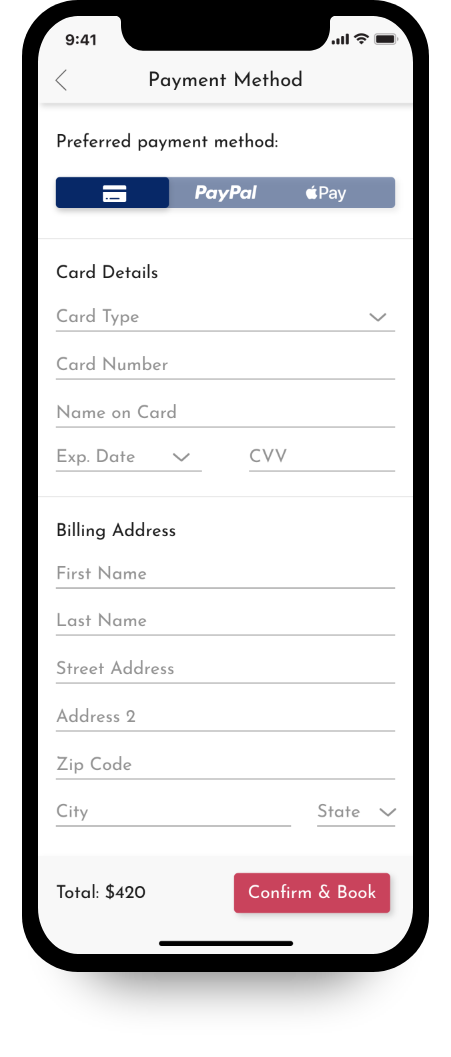 9:41
Payment Method
Preferred payment method:
PayPal Pay
Card Details
Card Type
Card Number
Name on Card
Exp. Date CVV
Billing Address
First Name
Last Name
Street Address
Address 2
Zip Code
City State
Total: $420 Confirm & Book